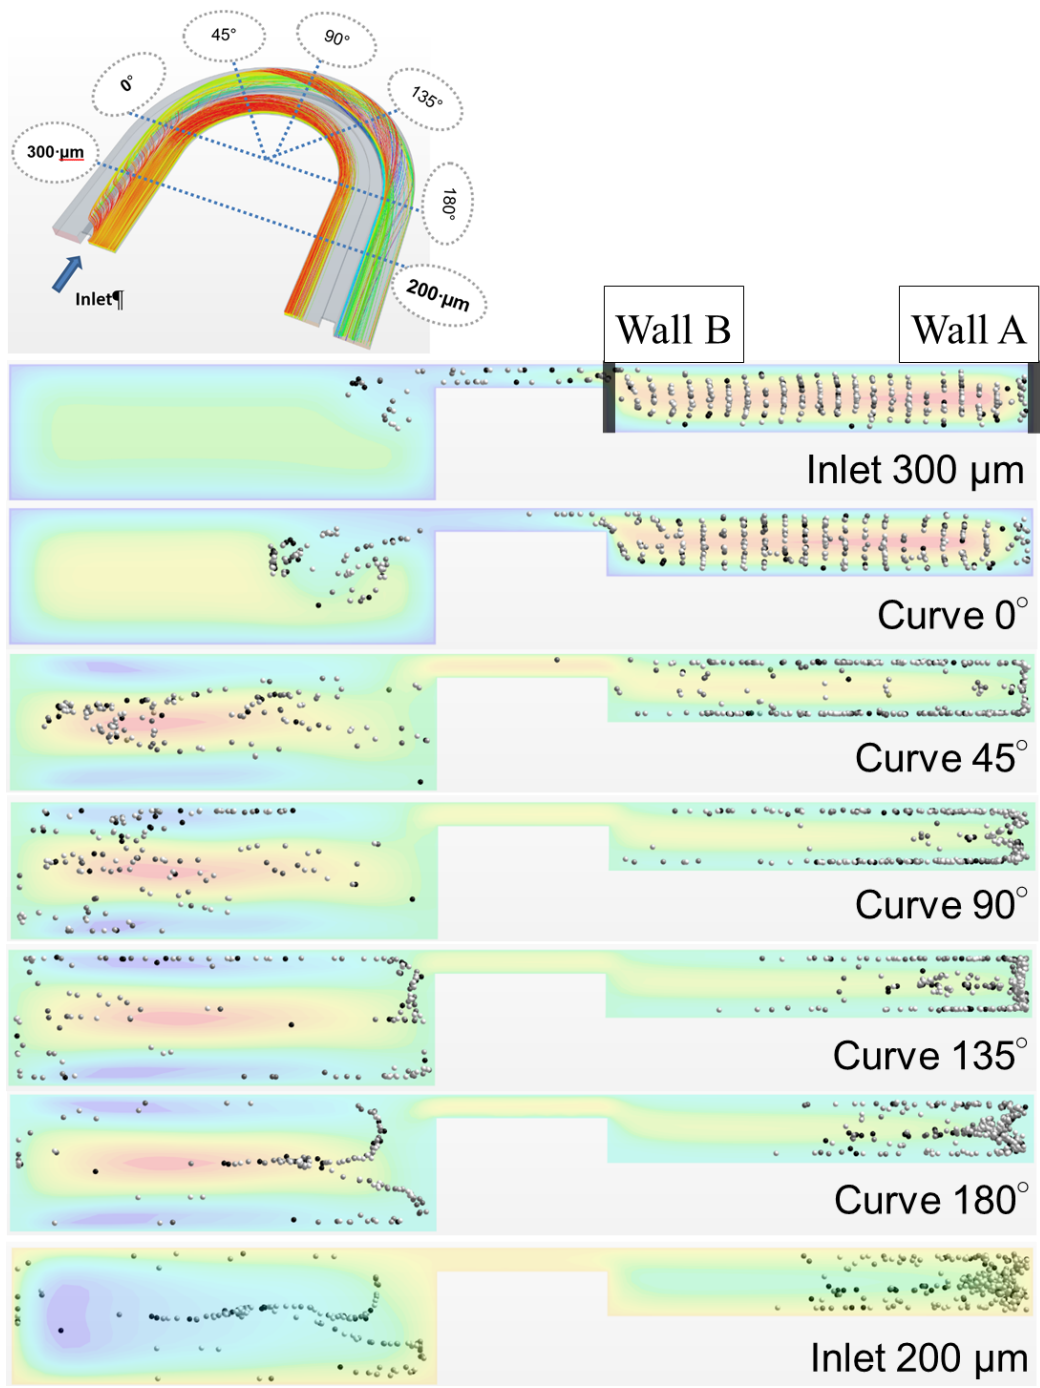 45°
90°
0°
135°
300·µm
180°
200·µm
Inlet¶
Wall B
Wall A
Inlet 300 µm
Curve 0°
Curve 45°
Curve 90°
Curve 135°
Curve 180°
Inlet 200 µm